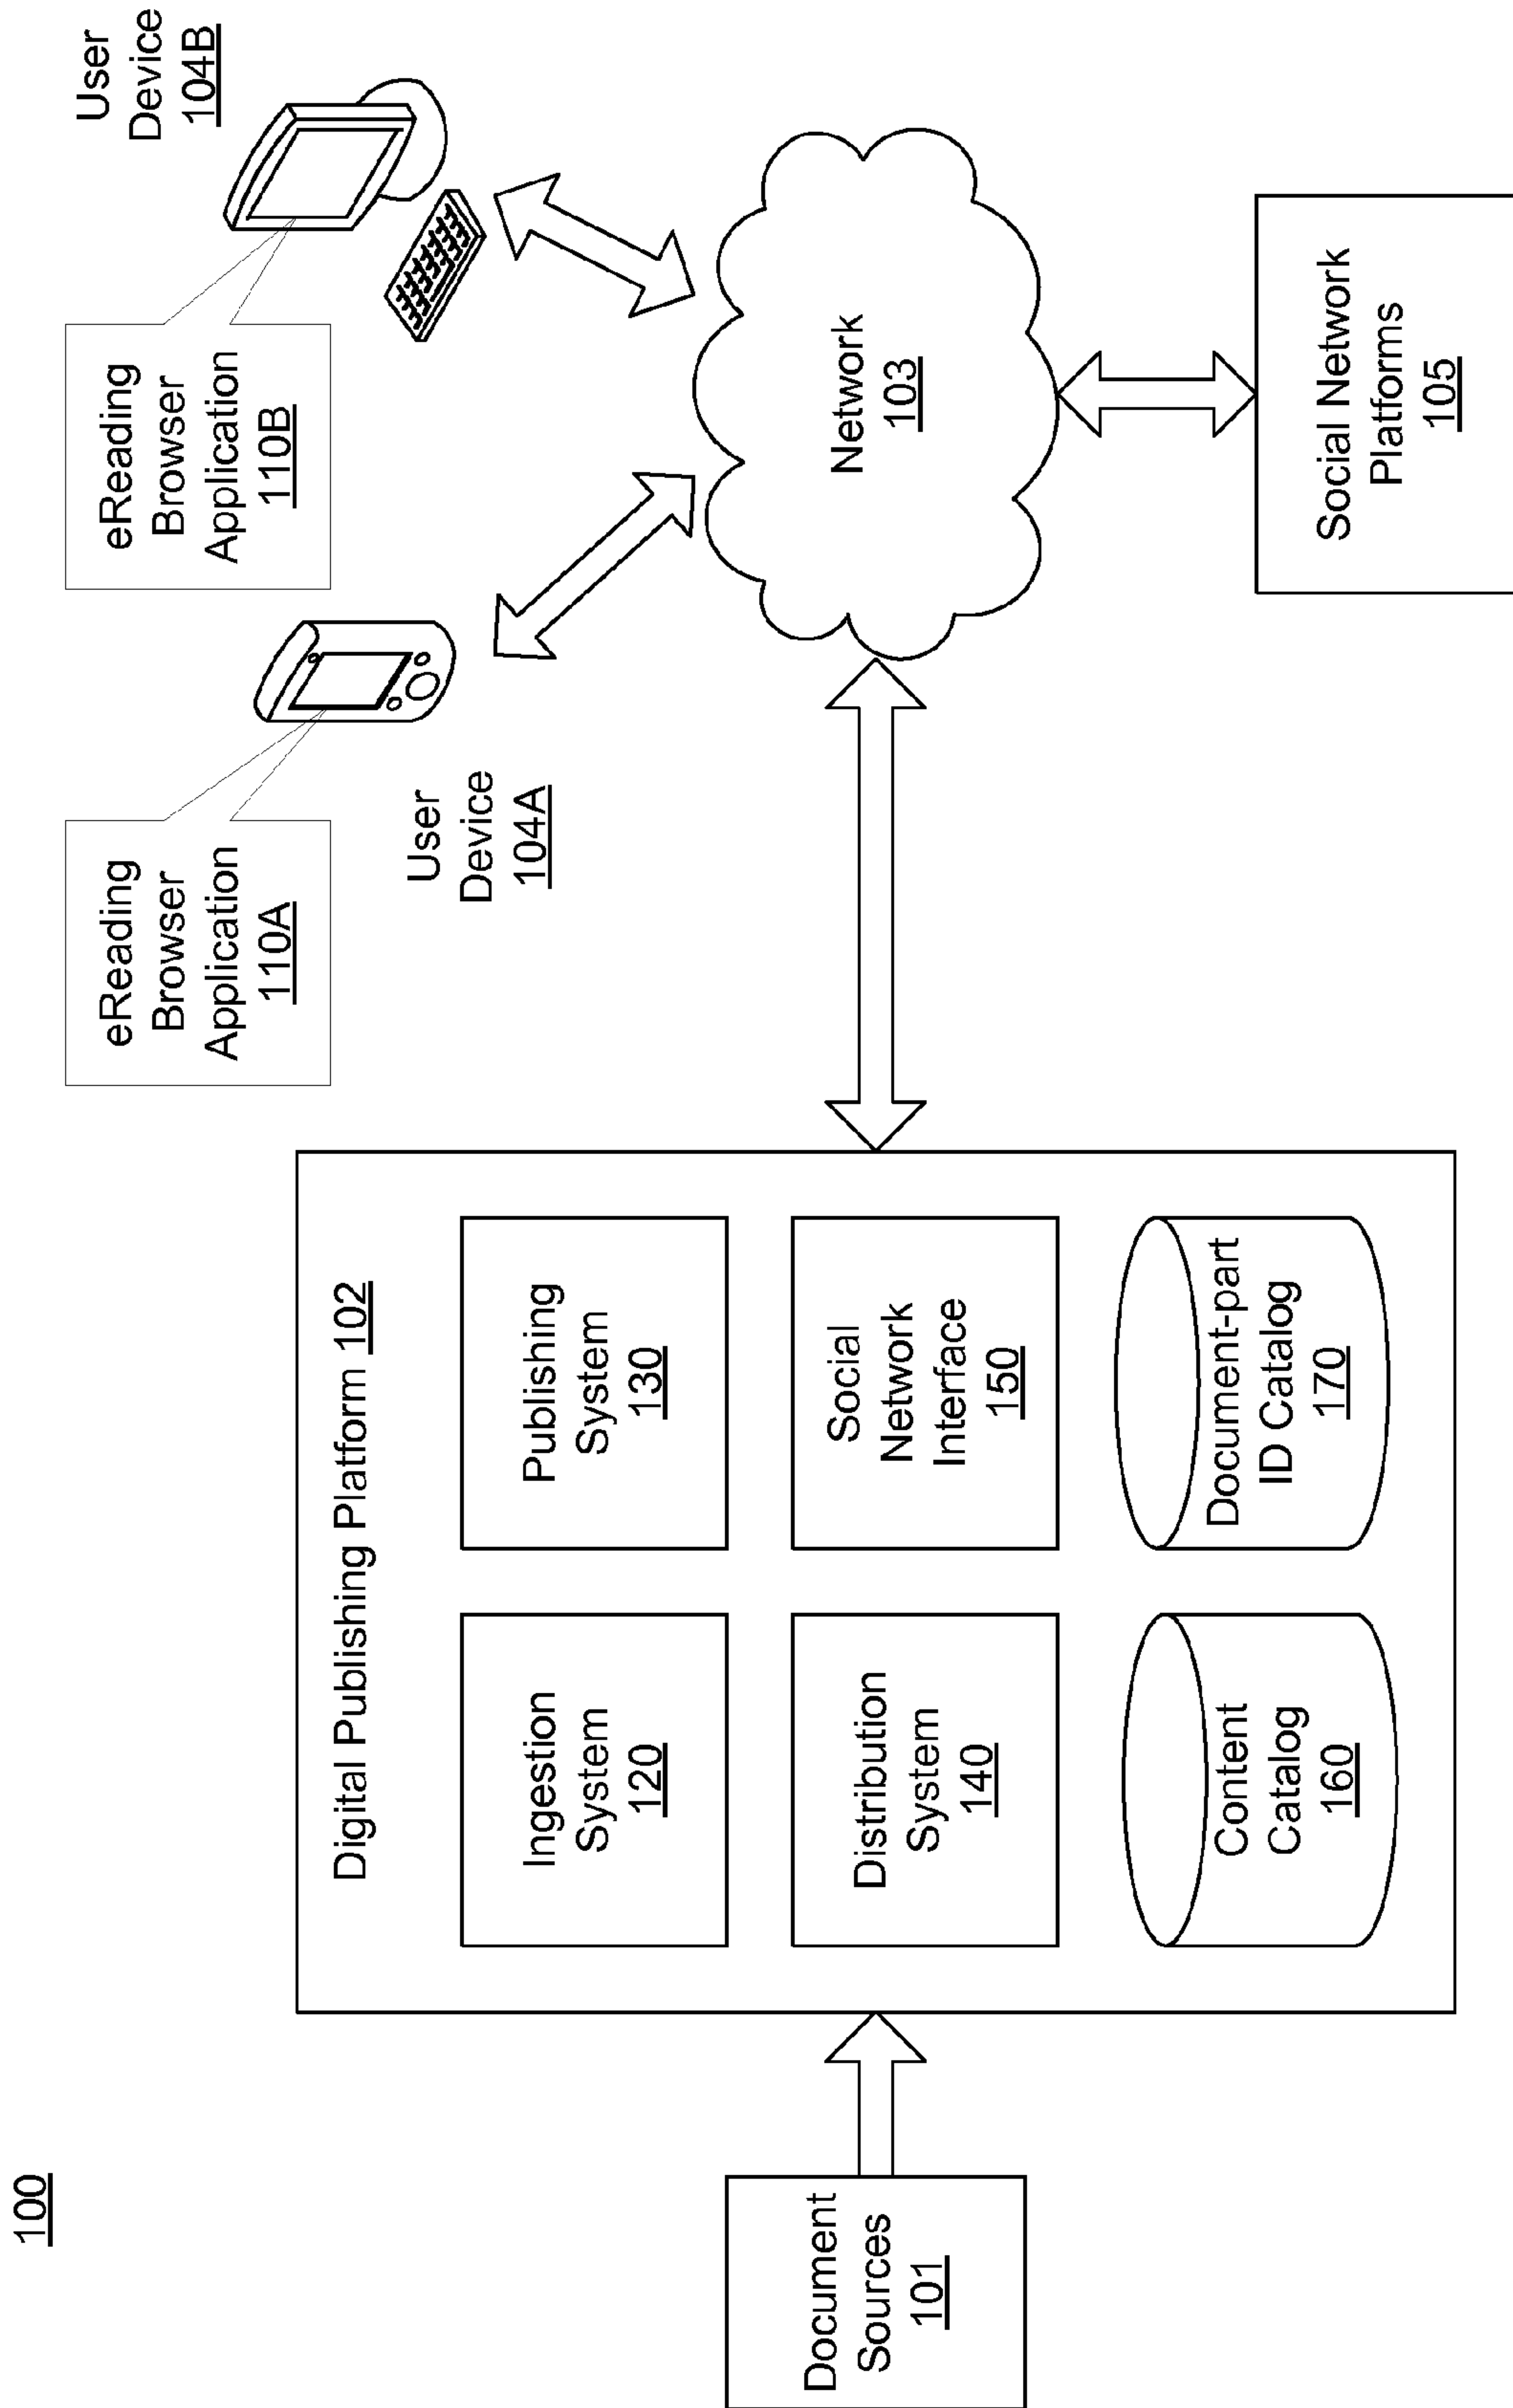 100
Document
Sources
101
Digital Publishing Platform 102
Ingestion
System
120
Publishing
System
130
Distribution
System
140
Social
Network
Interface
150
Content
Catalog
160
Document-part
ID Catalog
170
eReading
Browser
Application
110A
User
Device
104A
eReading
Browser
Application
110B
User
Device
104B
Network
103
Social Network
Platforms
105